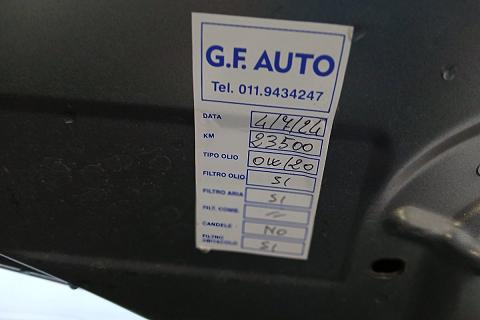 G.F. AUTO
Tel. 011.9434247
DATA 4/7/24
KM 23500
TIPO OLIO 0W/20
FILTRO OLIO SI
FILTRO ARIA SI
FILT. COMB.
CANDELE NO
FILTRO ABITACOLO SI